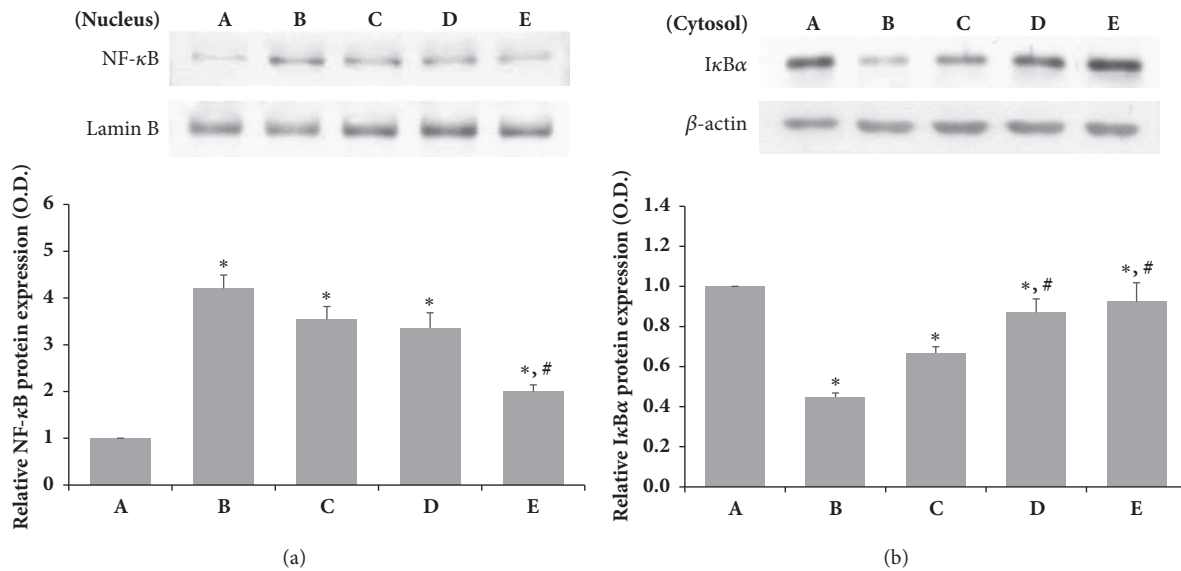 (Nucleus) A B C D E
NF-κB
Lamin B
Relative NF-κB protein expression (O.D.)
6
5
4
3
2
1
0
*
*
*
*, #
A B C D E
(a)
(Cytosol) A B C D E
IκBα
β-actin
Relative IκBα protein expression (O.D.)
1.4
1.2
1.0
0.8
0.6
0.4
0.2
0.0
*
*
*, #
*, #
A B C D E
(b)